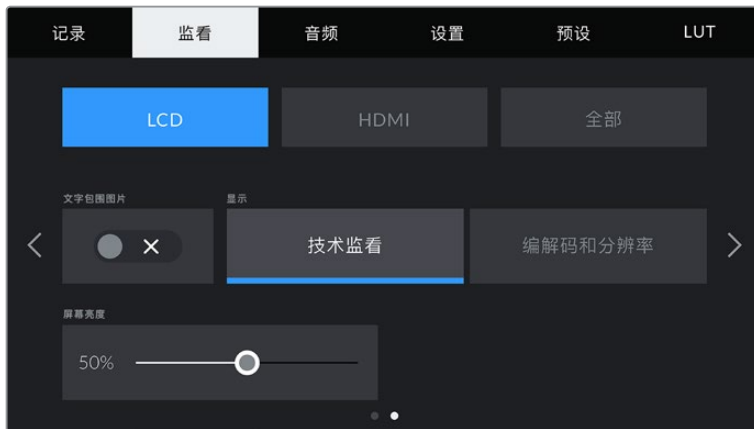 记录 监看 音频 设置 预设 LUT
LCD HDMI 全部
文字包围图片 显示
技术监看 编解码和分辨率
屏幕亮度
50%